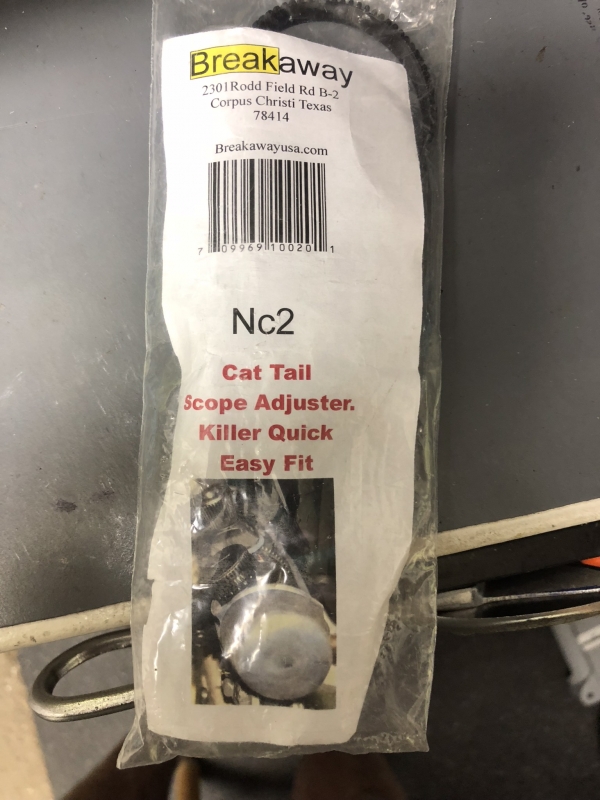 Breakaway
2301Rodd Field Rd B-2
Corpus Christi Texas
78414
Breakawayusa.com
7 09969 10020 1
Nc2
Cat Tail
Scope Adjuster.
Killer Quick
Easy Fit